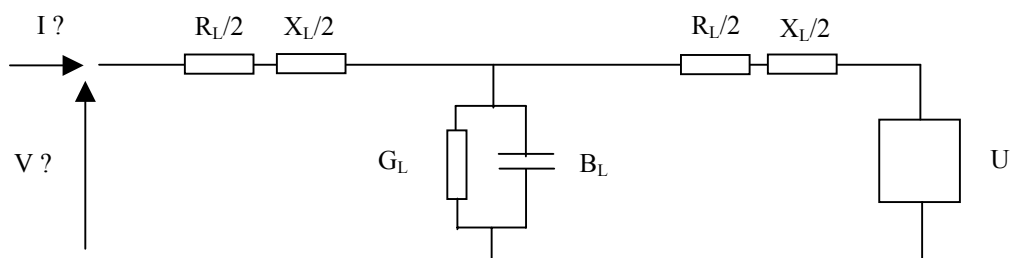 I ?
R_L/2
X_L/2
R_L/2
X_L/2
V ?
G_L
B_L
U